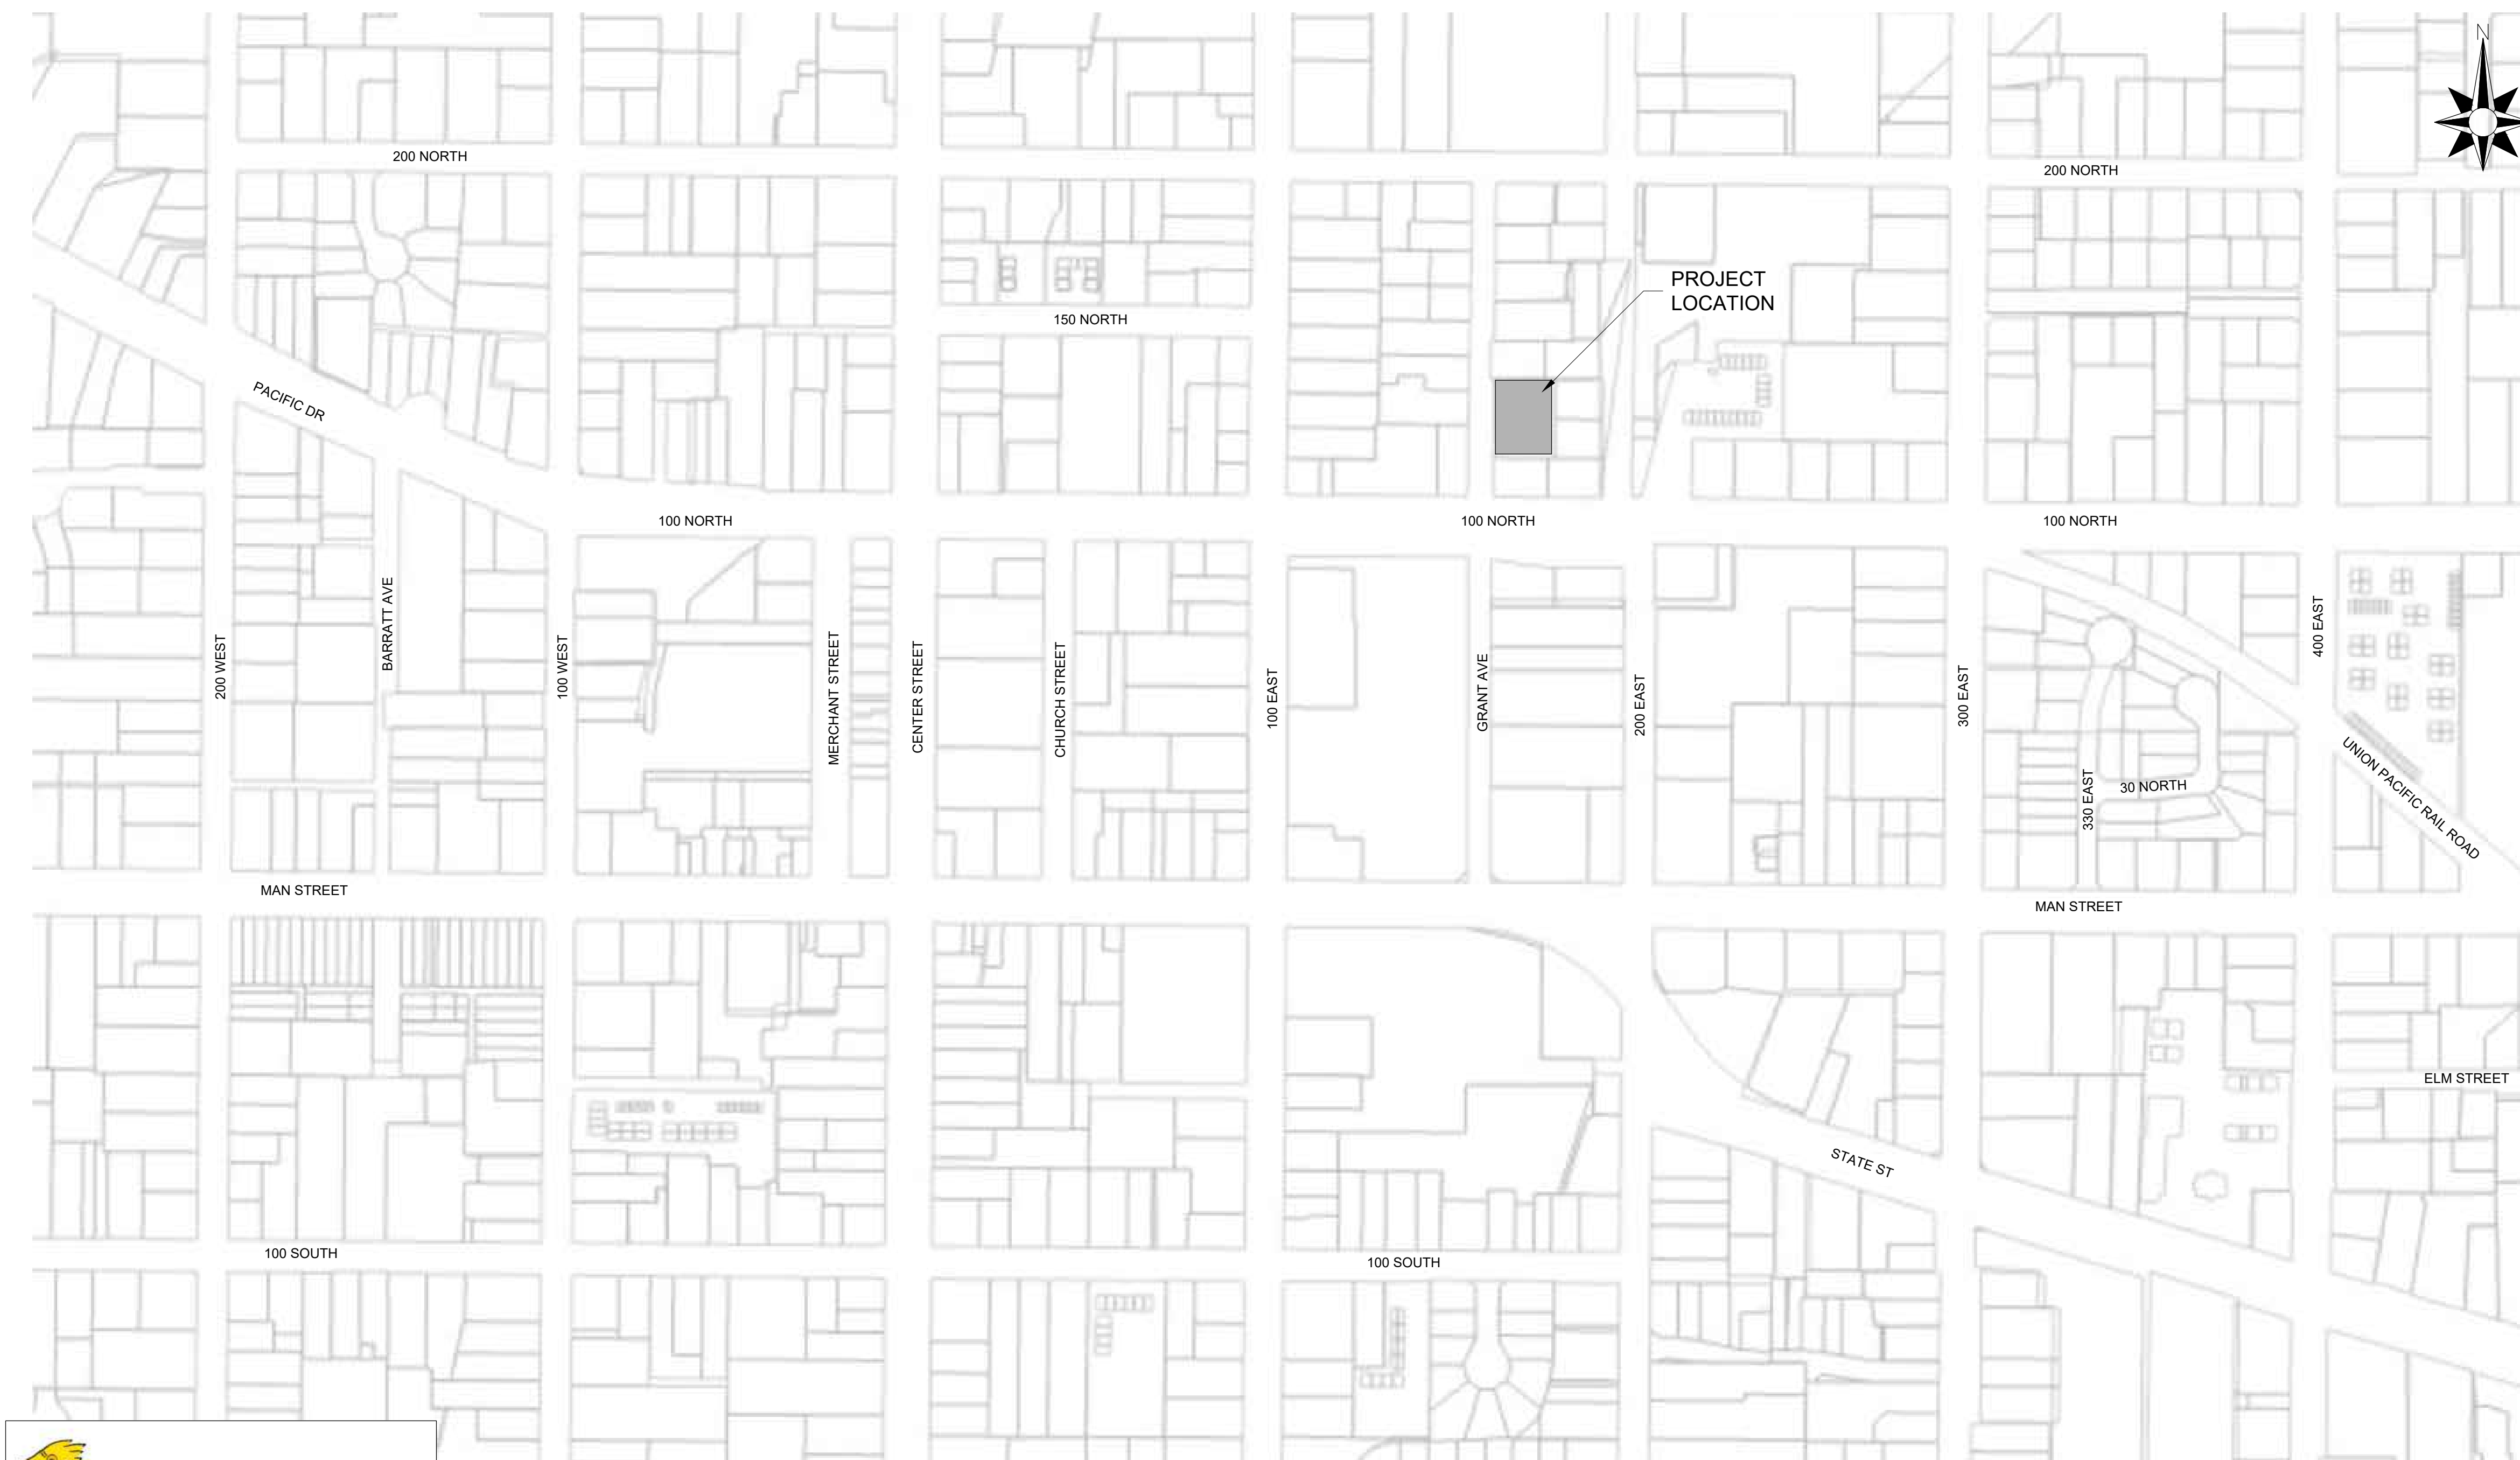 N
200 NORTH
200 NORTH
PROJECT
LOCATION
150 NORTH
PACIFIC DR
100 NORTH
100 NORTH
100 NORTH
200 WEST
BARRATT AVE
100 WEST
MERCHANT STREET
CENTER STREET
CHURCH STREET
100 EAST
GRANT AVE
200 EAST
300 EAST
400 EAST
330 EAST
30 NORTH
UNION PACIFIC RAIL ROAD
MAN STREET
MAN STREET
ELM STREET
STATE ST
100 SOUTH
100 SOUTH